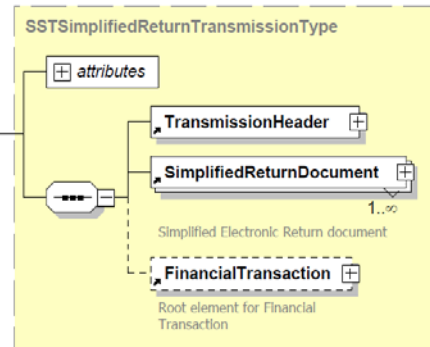 SSTSimplifiedReturnTransmissionType
attributes
TransmissionHeader
SimplifiedReturnDocument
1..∞
Simplified Electronic Return document
FinancialTransaction
Root element for Financial
Transaction